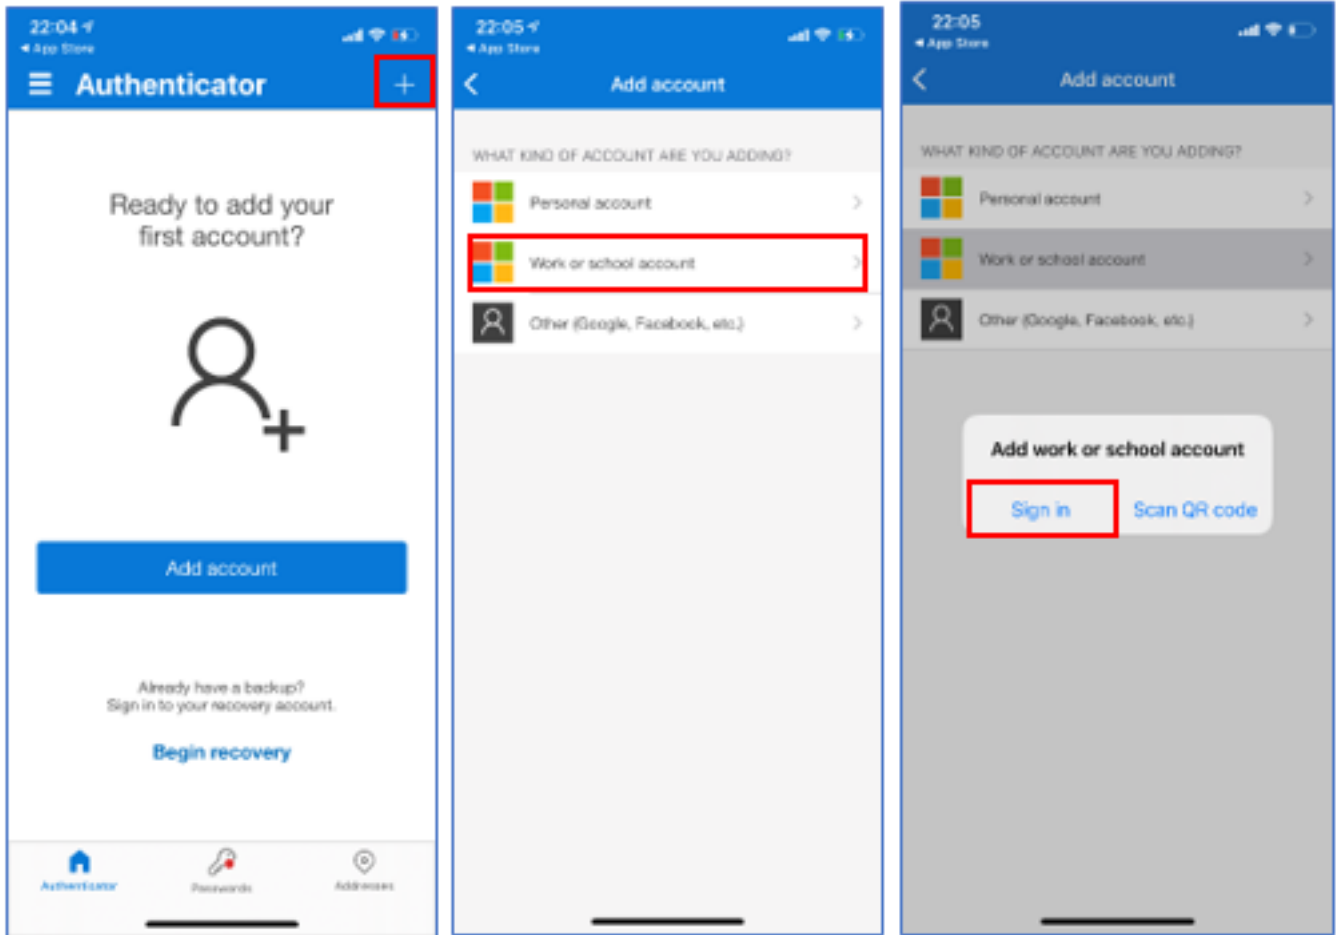 22:04
◀ App Store
Authenticator
+
Ready to add your
first account?
Add account
Already have a backup?
Sign in to your recovery account.
Begin recovery
Authenticator
Passwords
Addresses
22:05
◀ App Store
Add account
WHAT KIND OF ACCOUNT ARE YOU ADDING?
Personal account
Work or school account
Other (Google, Facebook, etc.)
22:05
◀ App Store
Add account
WHAT KIND OF ACCOUNT ARE YOU ADDING?
Personal account
Work or school account
Other (Google, Facebook, etc.)
Add work or school account
Sign in
Scan QR code